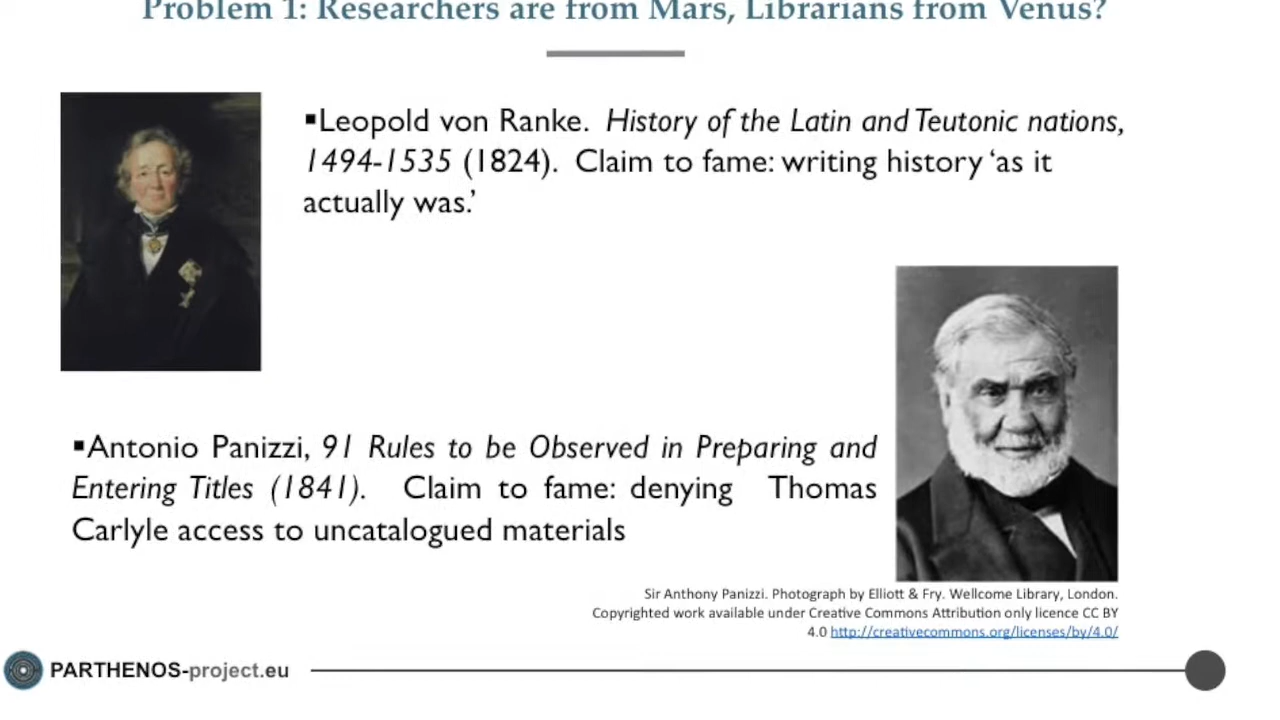 Problem 1: Researchers are from Mars, Librarians from Venus?
▪Leopold von Ranke. History of the Latin and Teutonic nations,
1494-1535 (1824). Claim to fame: writing history ‘as it
actually was.’
▪Antonio Panizzi, 91 Rules to be Observed in Preparing and
Entering Titles (1841). Claim to fame: denying Thomas
Carlyle access to uncatalogued materials
Sir Anthony Panizzi. Photograph by Elliott & Fry. Wellcome Library, London.
Copyrighted work available under Creative Commons Attribution only licence CC BY
4.0 http://creativecommons.org/licenses/by/4.0/
PARTHENOS-project.eu